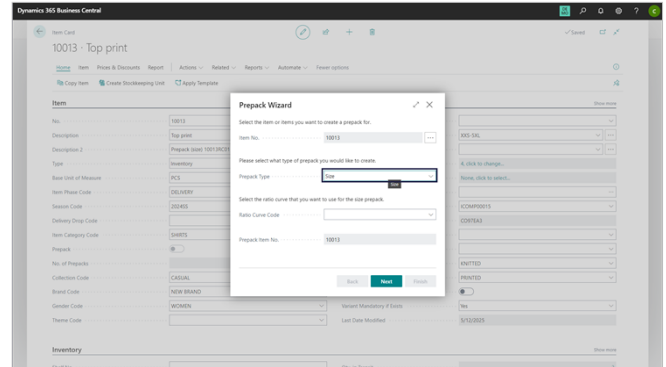 Dynamics 365 Business Central
Item Card
Saved
10013 · Top print
Home Item Prices & Discounts Report Actions Related Reports Automate Fewer options
Copy Item Create Stockkeeping Unit Apply Template
Item
Show more
No. 10013
Description Top print XXS-5XL
Description 2
Type Inventory
Base Unit of Measure PCS
Item Phase Code DELIVERY
Season Code 2024SS
Delivery Drop Code
Item Category Code SHIRTS
Prepack
No. of Prepacks KNITTED
Collection Code CASUAL PRINTED
Brand Code NEW BRAND
Gender Code WOMEN Variant Mandatory if Exists Yes
Theme Code Last Date Modified 5/12/2025
Inventory
Show more
Prepack Wizard
Select the item or items you want to create a prepack for.
Item No. 10013
Please select what type of prepack you would like to create.
Prepack Type Size
Size
Select the ratio curve that you want to use for the size prepack.
Ratio Curve Code
Prepack Item No. 10013
Back Next Finish